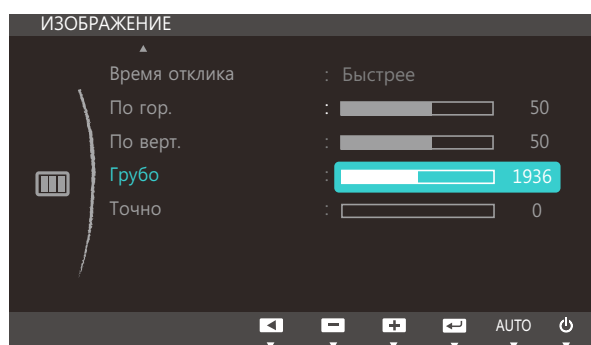 ИЗОБРАЖЕНИЕ
Время отклика : Быстрее
По гор. : 50
По верт. : 50
Грубо : 1936
Точно : 0
AUTO